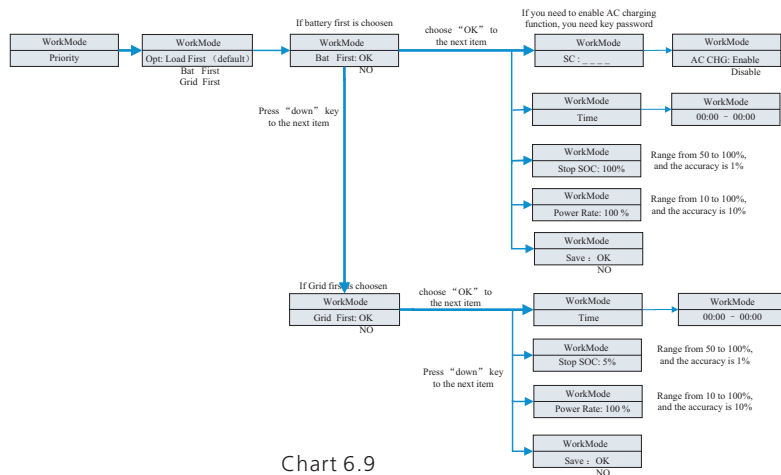 If battery first is choosen
choose “OK” to
the next item
If you need to enable AC charging
function, you need key password
WorkMode
Priority
WorkMode
Opt: Load First （default）
Bat First
Grid First
WorkMode
Bat First: OK
NO
WorkMode
SC : _ _ _ _
WorkMode
AC CHG: Enable
Disable
Press “down” key
to the next item
WorkMode
Time
WorkMode
00:00 - 00:00
WorkMode
Stop SOC: 100%
Range from 50 to 100%,
and the accuracy is 1%
WorkMode
Power Rate: 100 %
Range from 10 to 100%,
and the accuracy is 10%
WorkMode
Save： OK
NO
If Grid first is choosen
choose “OK” to
the next item
WorkMode
Grid First: OK
NO
WorkMode
Time
WorkMode
00:00 - 00:00
Press “down” key
to the next item
WorkMode
Stop SOC: 5%
Range from 50 to 100%,
and the accuracy is 1%
WorkMode
Power Rate: 100 %
Range from 10 to 100%,
and the accuracy is 10%
WorkMode
Save： OK
NO
Chart 6.9